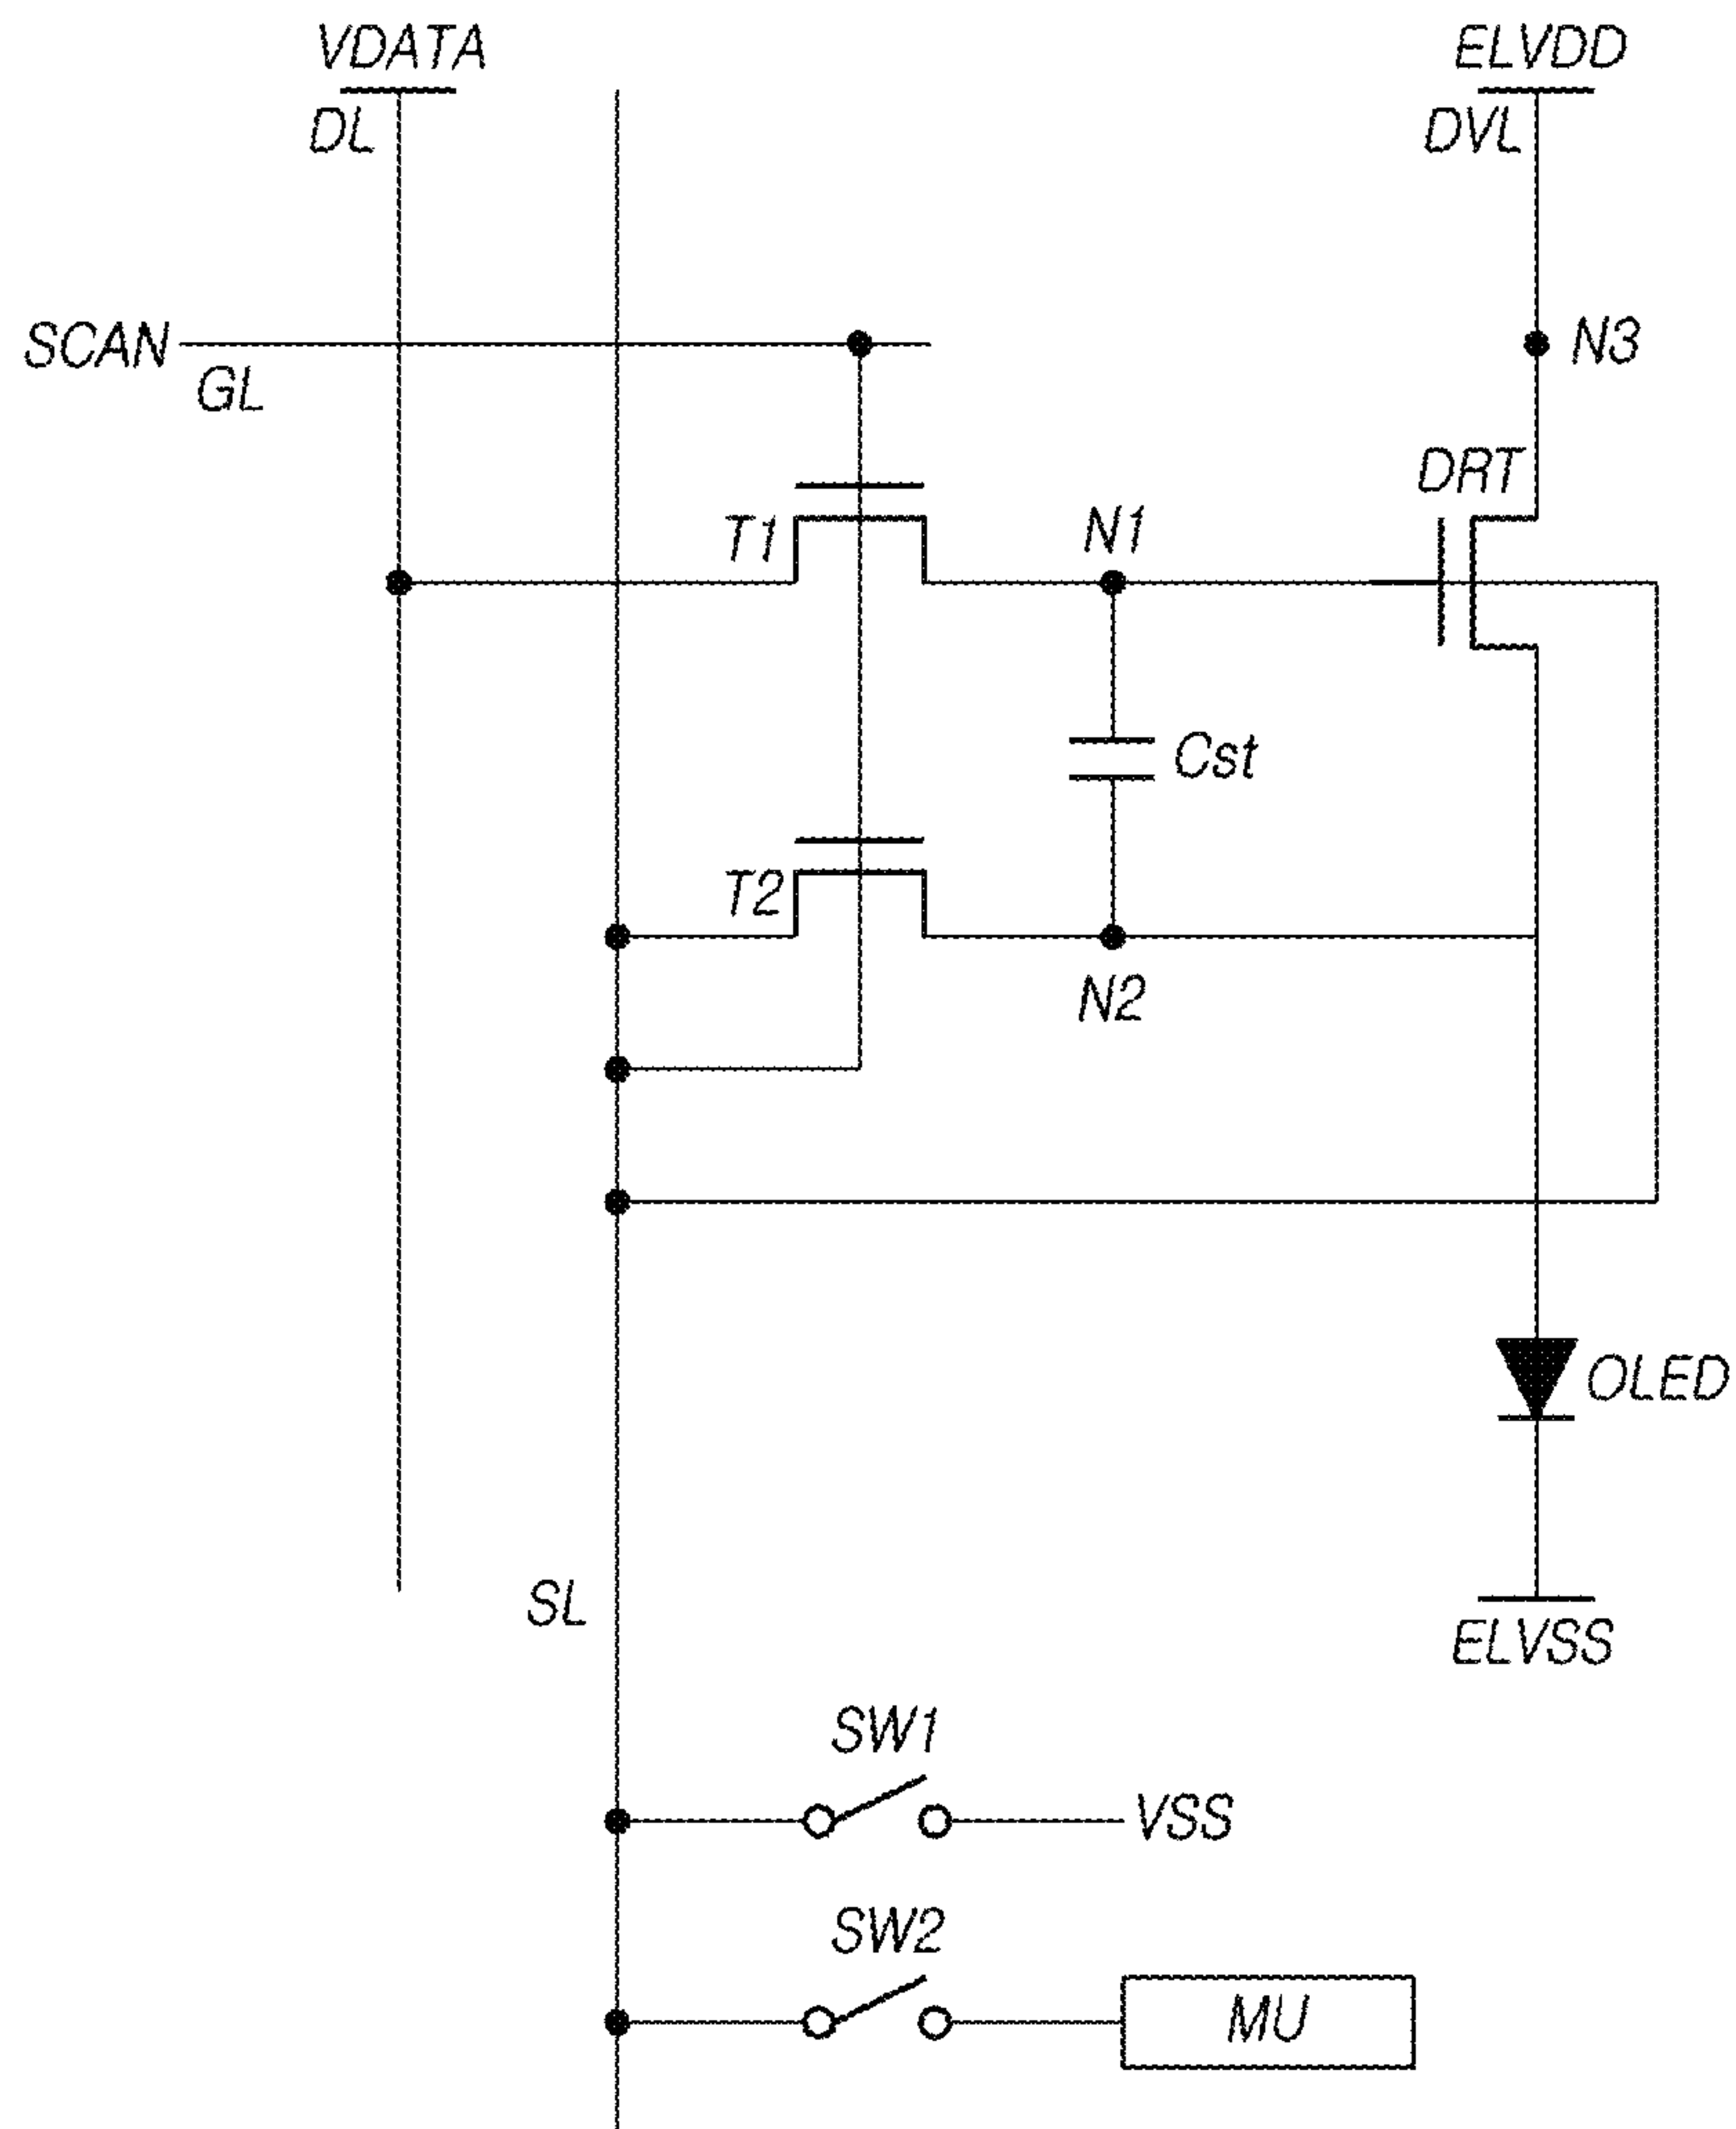 VDATA
ELVDD
DL
DVL
SCAN
GL
N3
DRT
T1
N1
Cst
T2
N2
OLED
SL
ELVSS
SW1
VSS
SW2
MU